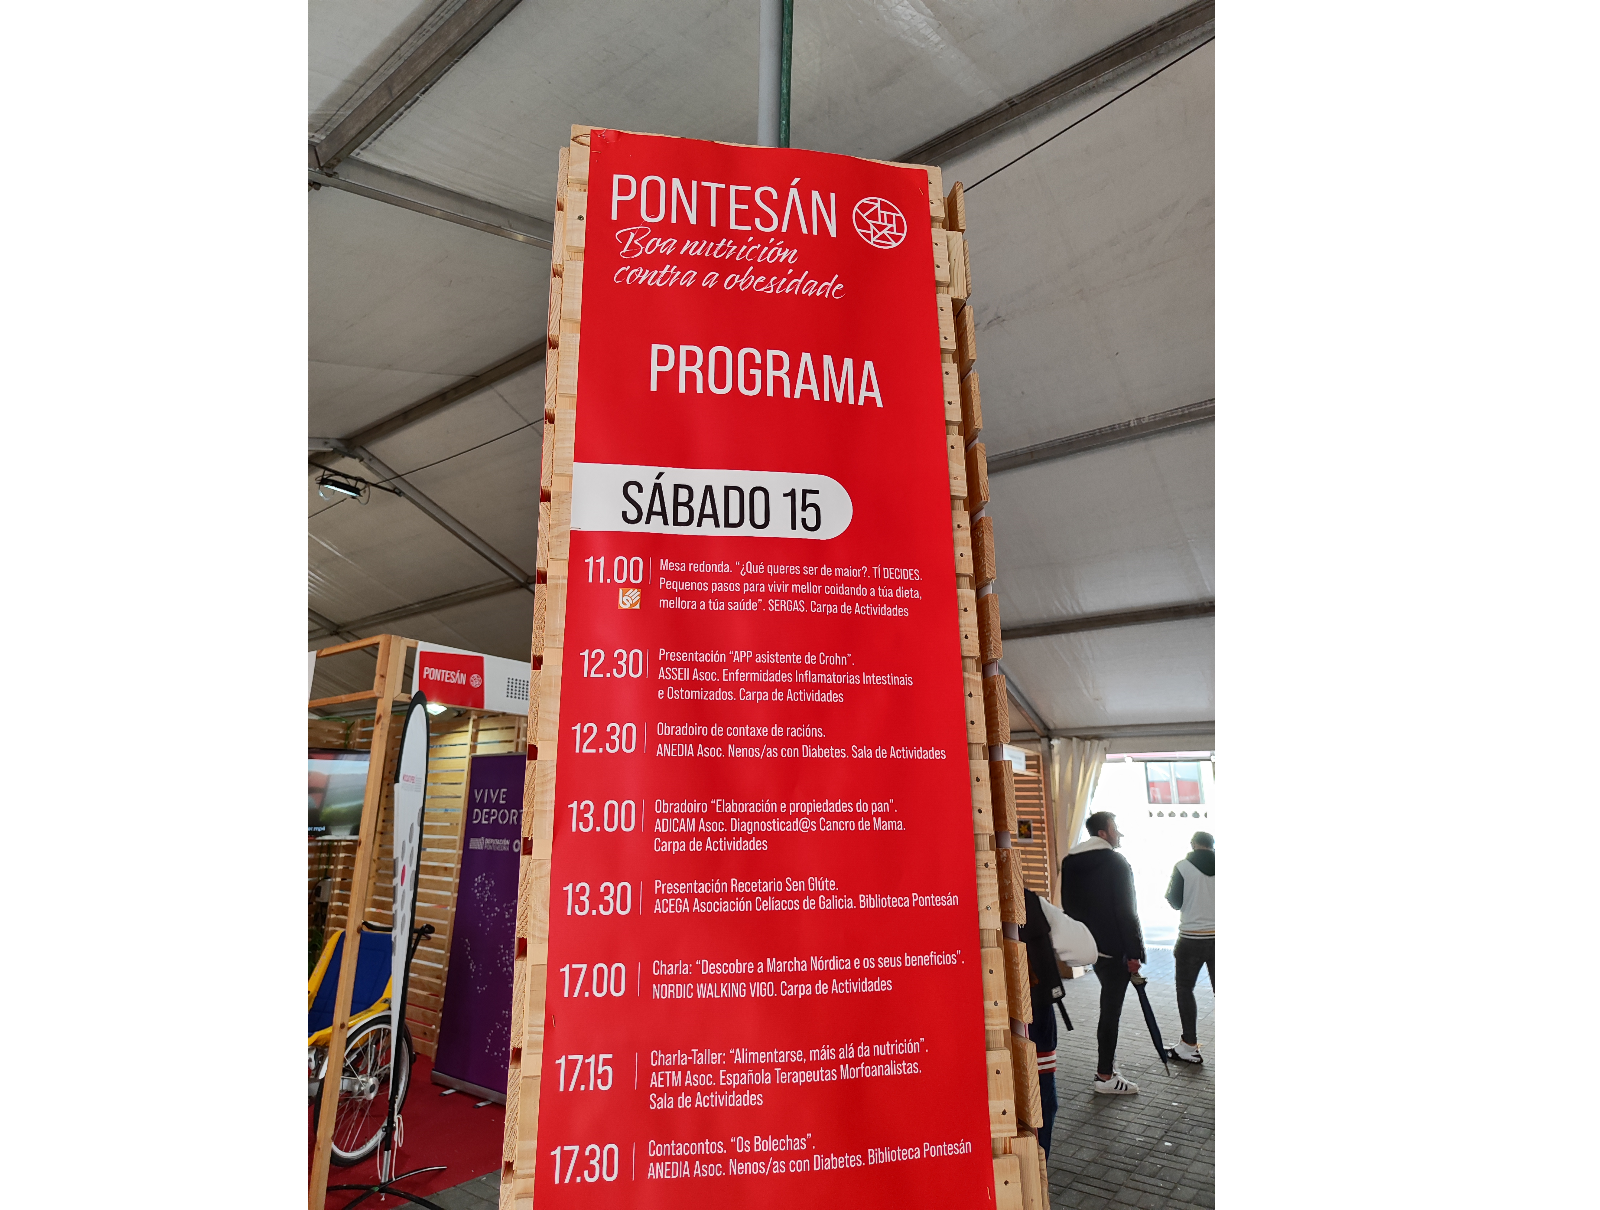 PONTESÁN
Boa nutrición
contra a obesidade
PROGRAMA
SÁBADO 15
11.00
Mesa redonda. “¿Qué queres ser de maior?. TÍ DECIDES.
Pequenos pasos para vivir mellor coidando a túa dieta,
mellora a túa saúde”. SERGAS. Carpa de Actividades
12.30
Presentación “APP asistente de Crohn”.
ASSEII Asoc. Enfermidades Inflamatorias Intestinais
e Ostomizados. Carpa de Actividades
12.30
Obradoiro de contaxe de racións.
ANEDIA Asoc. Nenos/as con Diabetes. Sala de Actividades
13.00
Obradoiro “Elaboración e propiedades do pan”.
ADICAM Asoc. Diagnosticad@s Cancro de Mama.
Carpa de Actividades
13.30
Presentación Recetario Sen Glúte.
ACEGA Asociación Celíacos de Galicia. Biblioteca Pontesán
17.00
Charla: “Descobre a Marcha Nórdica e os seus beneficios”.
NORDIC WALKING VIGO. Carpa de Actividades
17.15
Charla-Taller: “Alimentarse, máis alá da nutrición”.
AETM Asoc. Española Terapeutas Morfoanalistas.
Sala de Actividades
17.30
Contacontos. “Os Bolechas”.
ANEDIA Asoc. Nenos/as con Diabetes. Biblioteca Pontesán
PONTESÁN
VIVE
DEPOR
DEPUTACIÓN
PONTEVEDRA